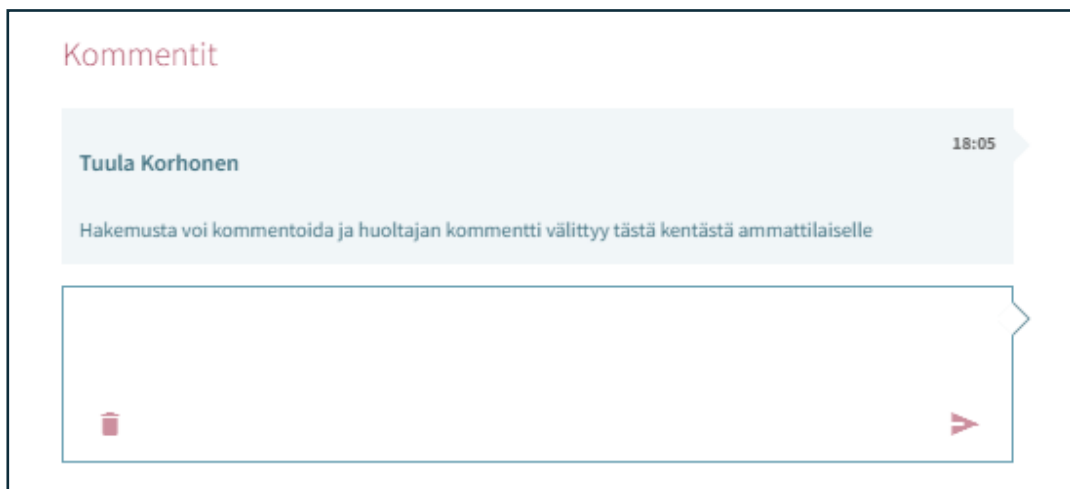 Kommentit
18:05
Tuula Korhonen
Hakemusta voi kommentoida ja huoltajan kommentti välittyy tästä kentästä ammattilaiselle